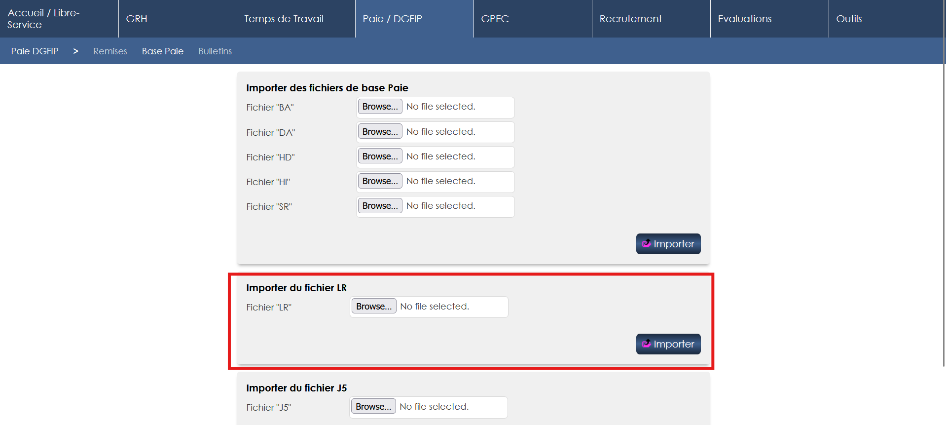 Accueil / Libre-
Service
GRH
Temps de Travail
Paie / DGFIP
GPEC
Recrutement
Evaluations
Outils
Paie DGFIP > Remises Base Paie Bulletins
Importer des fichiers de base Paie
Fichier "BA" Browse... No file selected.
Fichier "DA" Browse... No file selected.
Fichier "HD" Browse... No file selected.
Fichier "HI" Browse... No file selected.
Fichier "SR" Browse... No file selected.
Importer
Importer du fichier LR
Fichier "LR" Browse... No file selected.
Importer
Importer du fichier J5
Fichier "J5" Browse... No file selected.